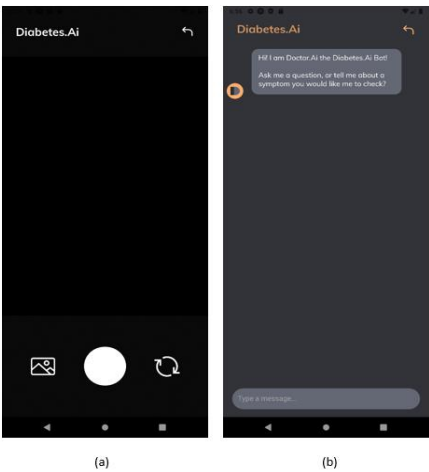 Diabetes.Ai
Diabetes.Ai
Hi! I am Doctor.Ai the Diabetes.Ai Bot!
Ask me a question, or tell me about a
symptom you would like me to check?
Type a message...
(a)
(b)